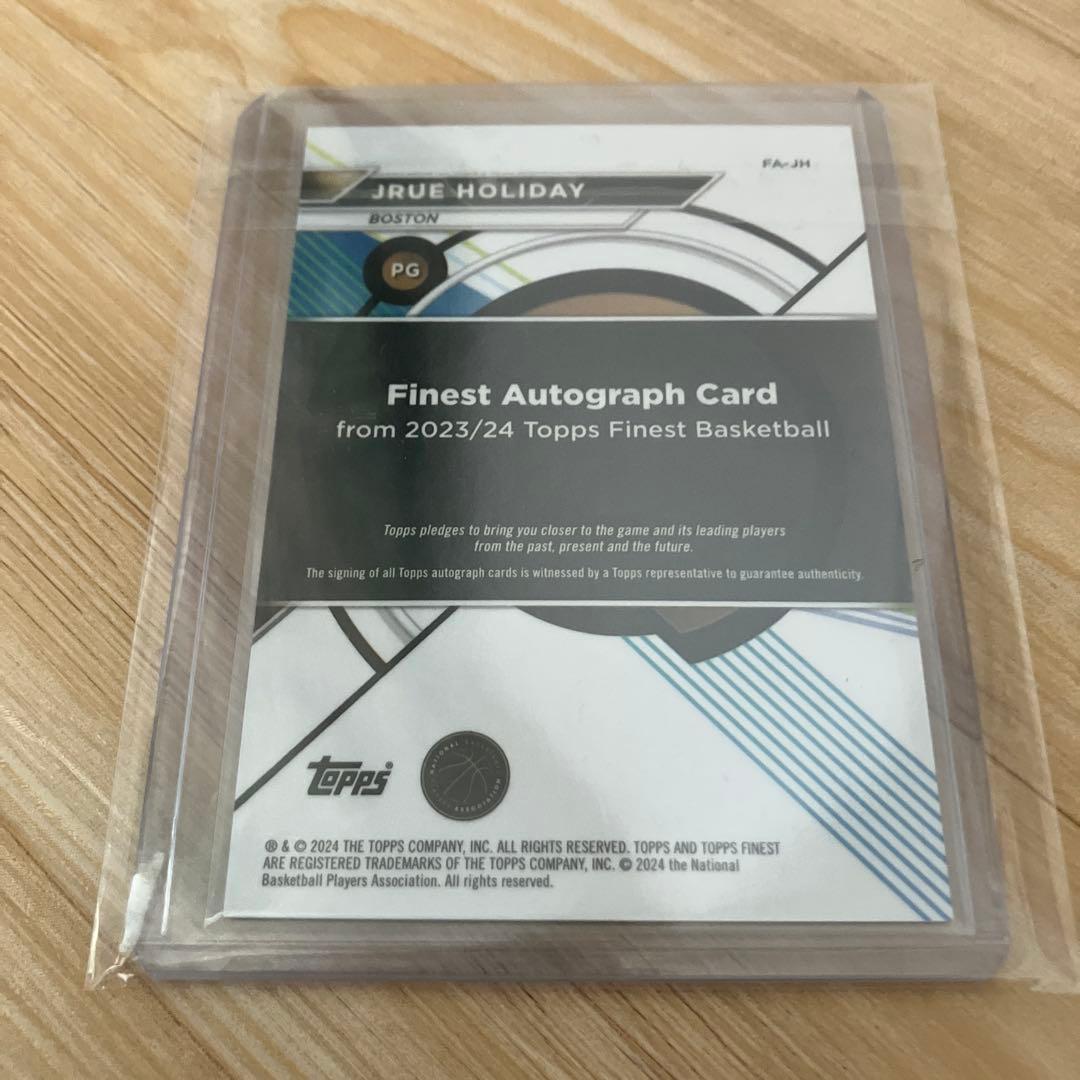 FA-JH
JRUE HOLIDAY
BOSTON
PG
Finest Autograph Card
from 2023/24 Topps Finest Basketball
Topps pledges to bring you closer to the game and its leading players
from the past, present and the future.
The signing of all Topps autograph cards is witnessed by a Topps representative to guarantee authenticity.
topps®
NATIONAL BASKETBALL
ASSOCIATION
® & © 2024 THE TOPPS COMPANY, INC. ALL RIGHTS RESERVED. TOPPS AND TOPPS FINEST
ARE REGISTERED TRADEMARKS OF THE TOPPS COMPANY, INC. © 2024 the National
Basketball Players Association. All rights reserved.